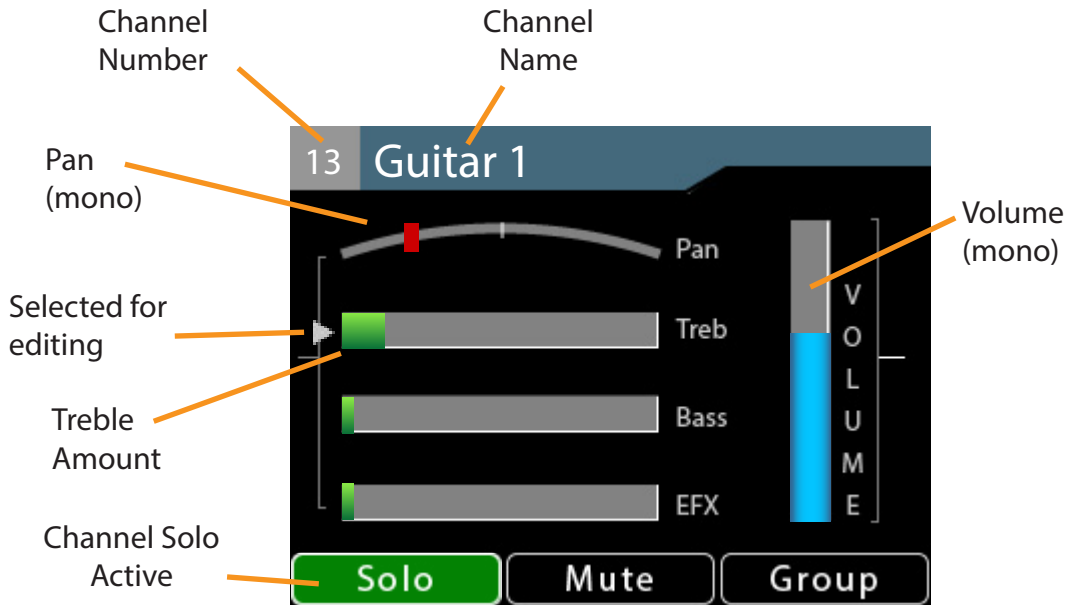 Channel
Number
Channel
Name
13 Guitar 1
Pan
(mono)
Pan
Volume
(mono)
Selected for
editing
Treb
Treble
Amount
Bass
EFX
VOLUME
Channel Solo
Active
Solo Mute Group